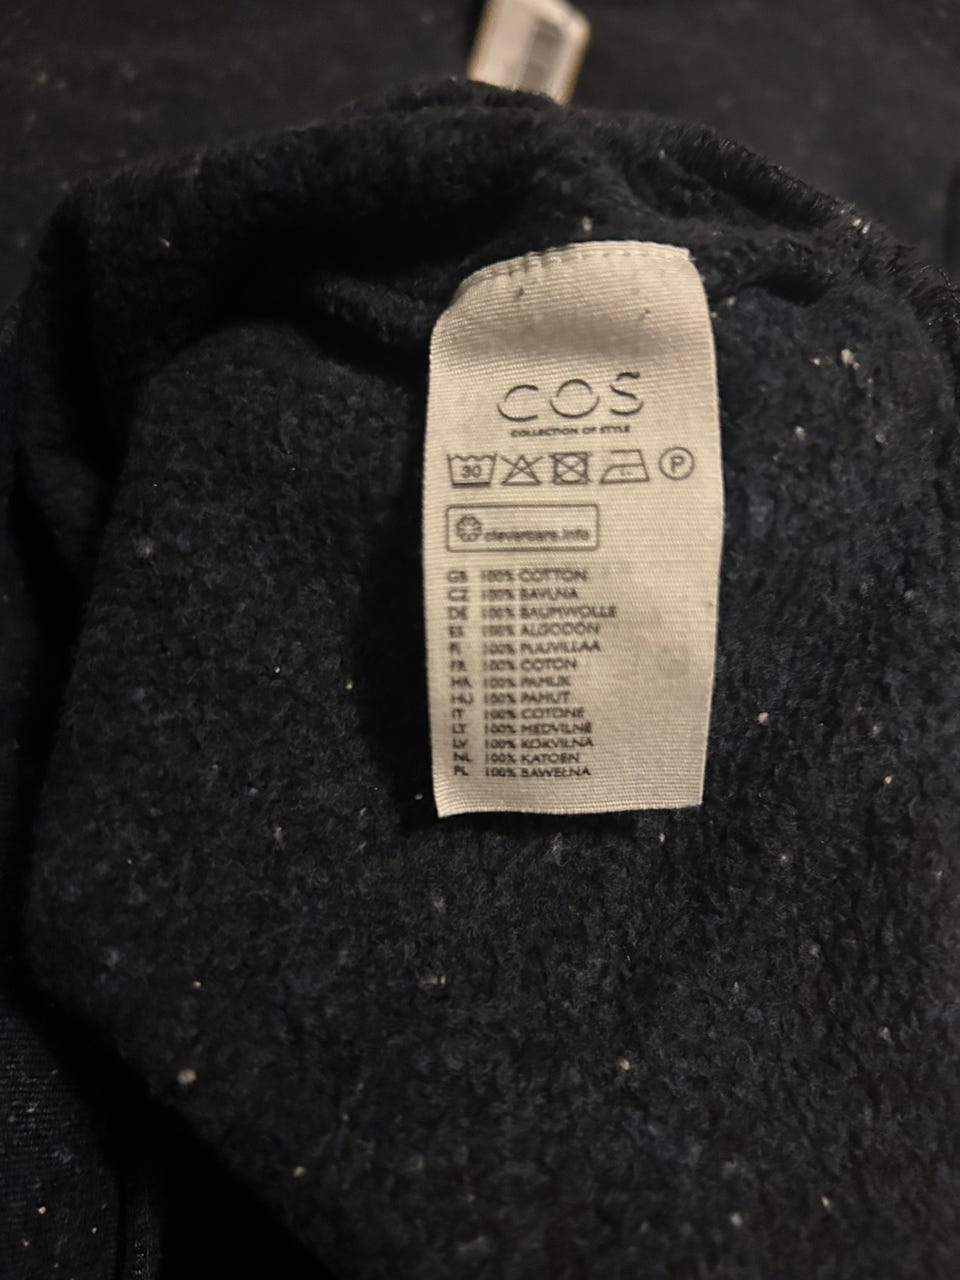 COS
COLLECTION OF STYLE
30 P
clevercare.info
GB 100% COTTON
CZ 100% BAVLNA
DE 100% BAUMWOLLE
ES 100% ALGODÓN
FI 100% PUUVILLAA
FR 100% COTON
HR 100% PAMUK
HU 100% PAMUT
IT 100% COTONE
LT 100% MEDVILNĖ
LV 100% KOKVILNA
NL 100% KATOEN
PL 100% BAWEŁNA